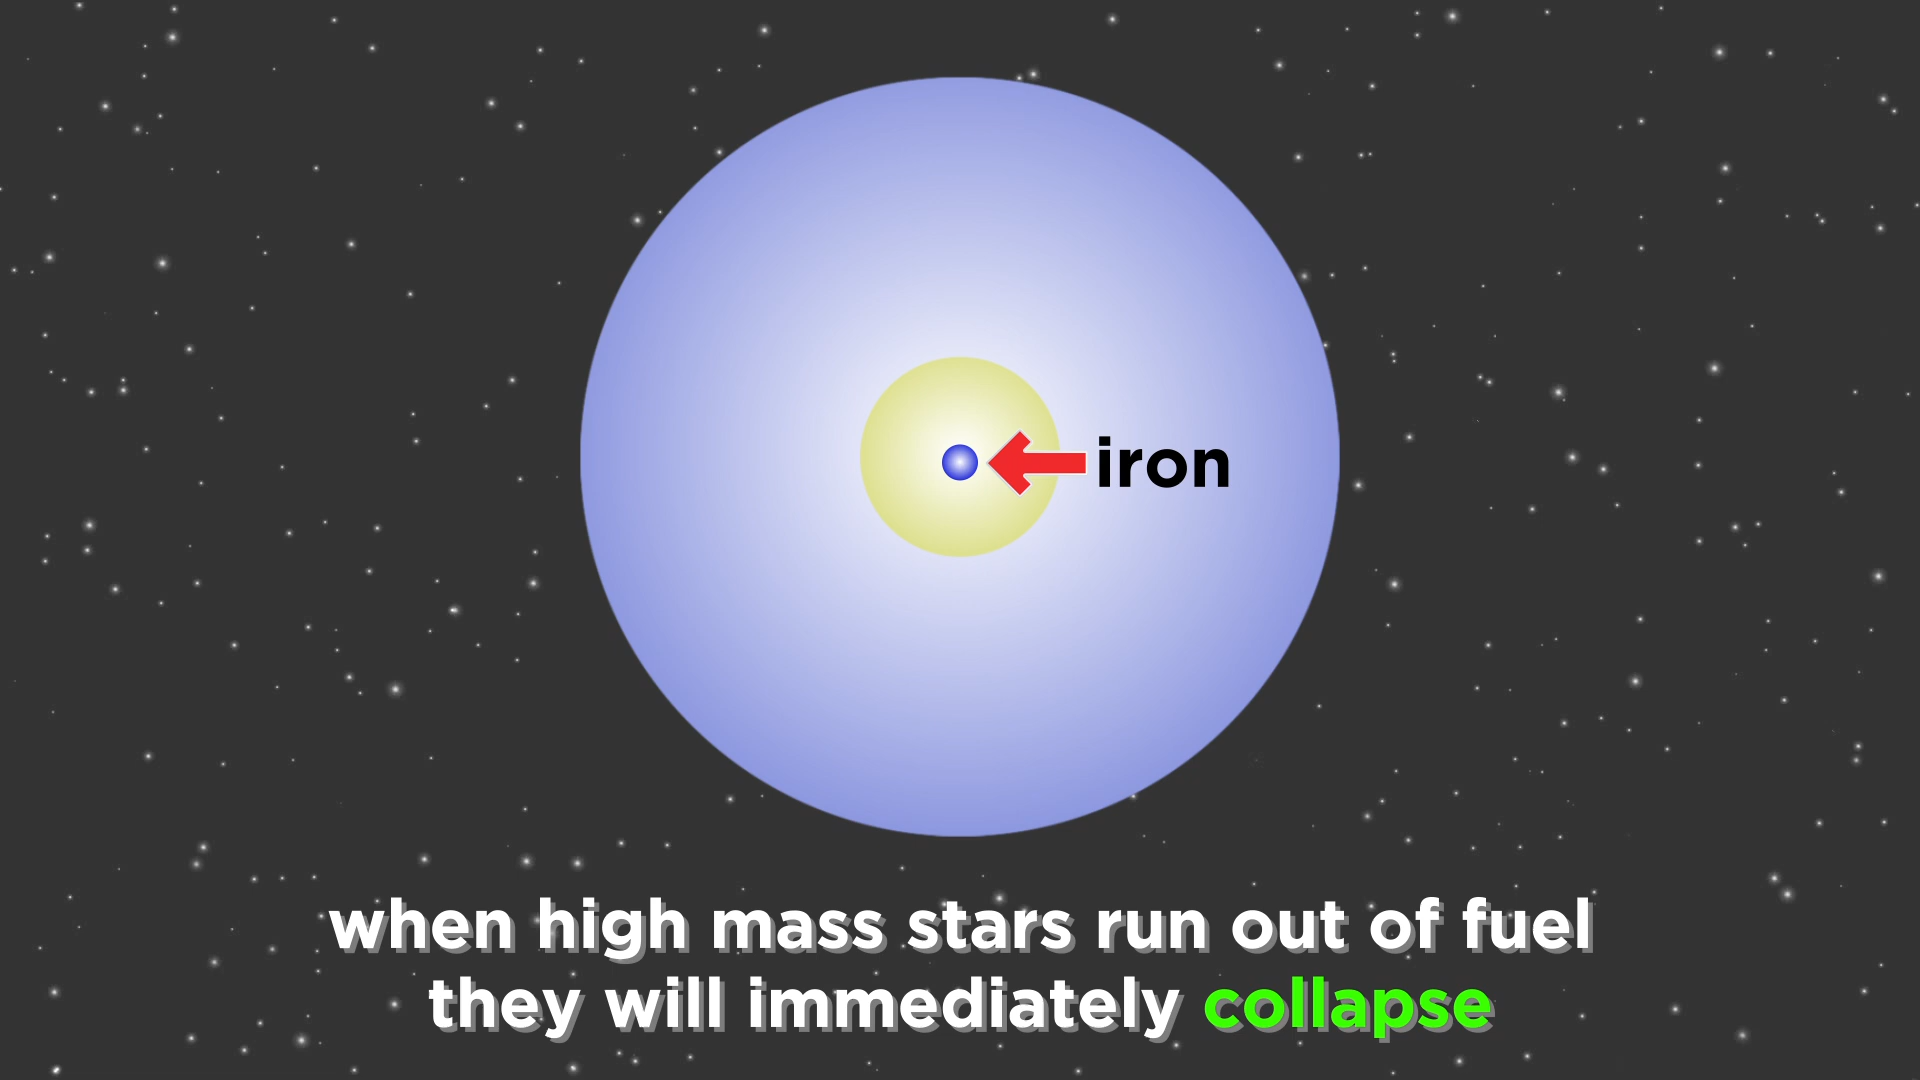 iron
when high mass stars run out of fuel
they will immediately collapse